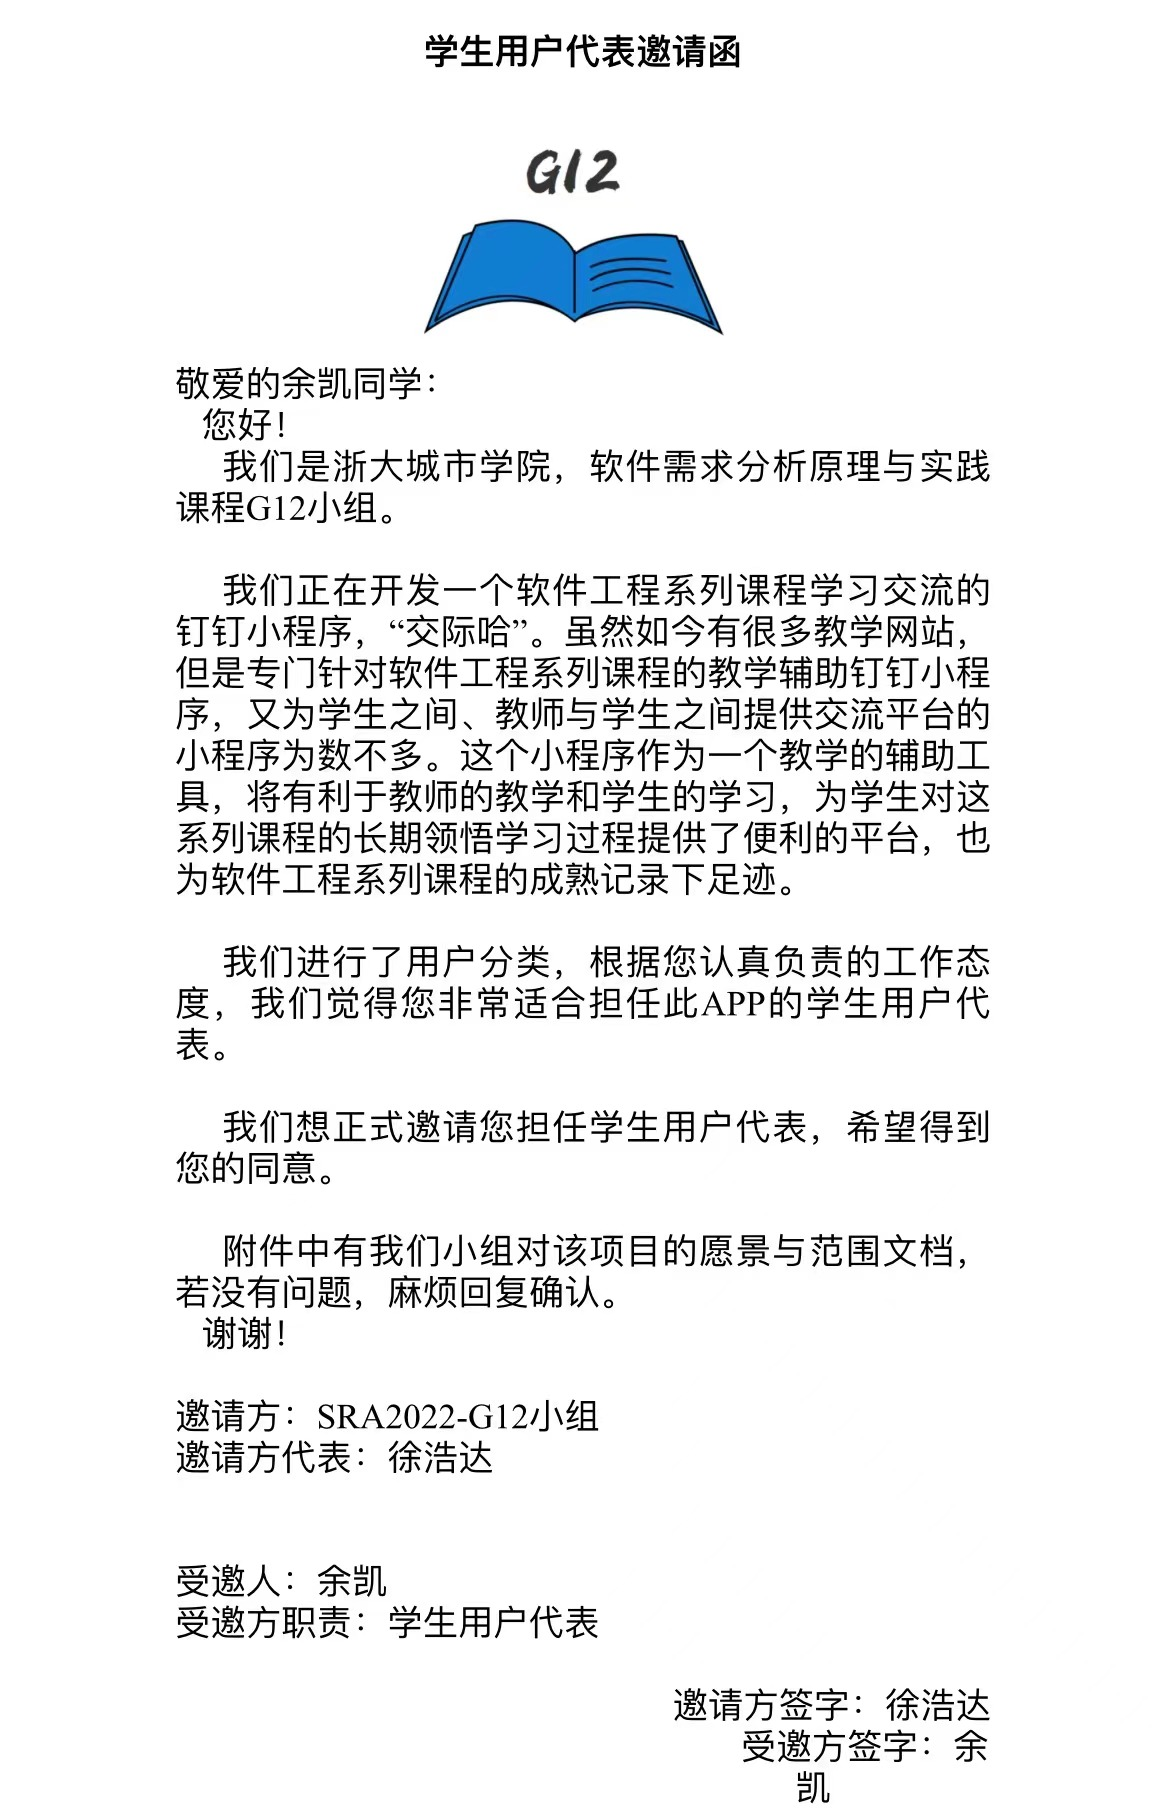 学生用户代表邀请函
G12
敬爱的余凯同学：
您好！
我们是浙大城市学院，软件需求分析原理与实践
课程G12小组。
我们正在开发一个软件工程系列课程学习交流的
钉钉小程序，“交际哈”。虽然如今有很多教学网站，
但是专门针对软件工程系列课程的教学辅助钉钉小程
序，又为学生之间、教师与学生之间提供交流平台的
小程序为数不多。这个小程序作为一个教学的辅助工
具，将有利于教师的教学和学生的学习，为学生对这
系列课程的长期领悟学习过程提供了便利的平台，也
为软件工程系列课程的成熟记录下足迹。
我们进行了用户分类，根据您认真负责的工作态
度，我们觉得您非常适合担任此APP的学生用户代
表。
我们想正式邀请您担任学生用户代表，希望得到
您的同意。
附件中有我们小组对该项目的愿景与范围文档，
若没有问题，麻烦回复确认。
谢谢！
邀请方：SRA2022-G12小组
邀请方代表：徐浩达
受邀人：余凯
受邀方职责：学生用户代表
邀请方签字：徐浩达
受邀方签字：余
凯